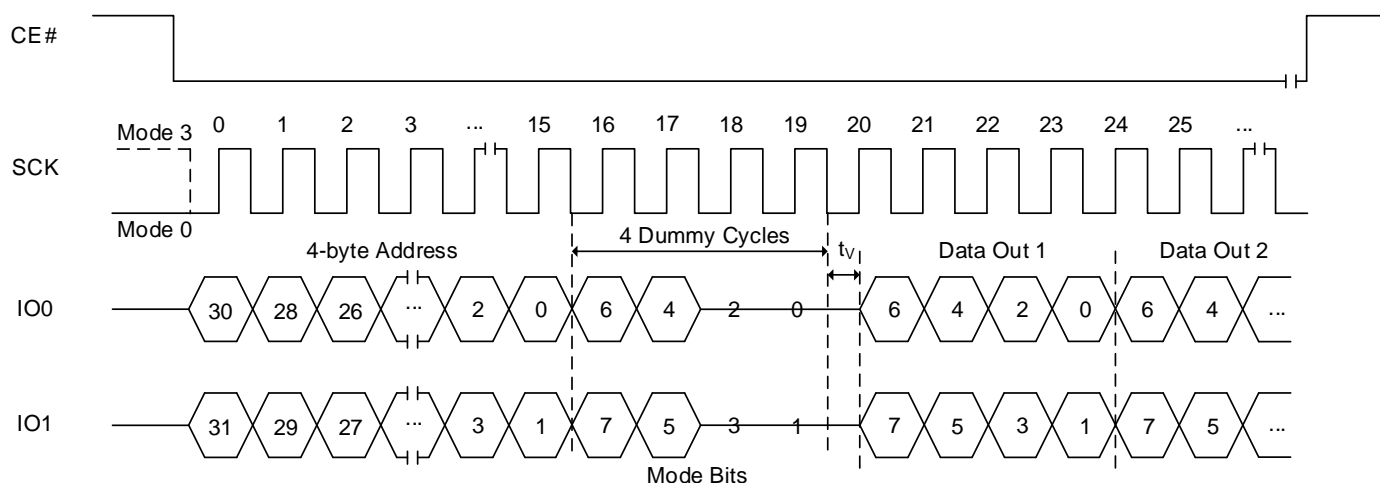 CE#
0 1 2 3 ... 15 16 17 18 19 20 21 22 23 24 25 ...
Mode 3
SCK
Mode 0
4-byte Address 4 Dummy Cycles tV Data Out 1 Data Out 2
IO0 30 28 26 ... 2 0 6 4 2 0 6 4 2 0 6 4 ...
IO1 31 29 27 ... 3 1 7 5 3 1 7 5 3 1 7 5 ...
Mode Bits